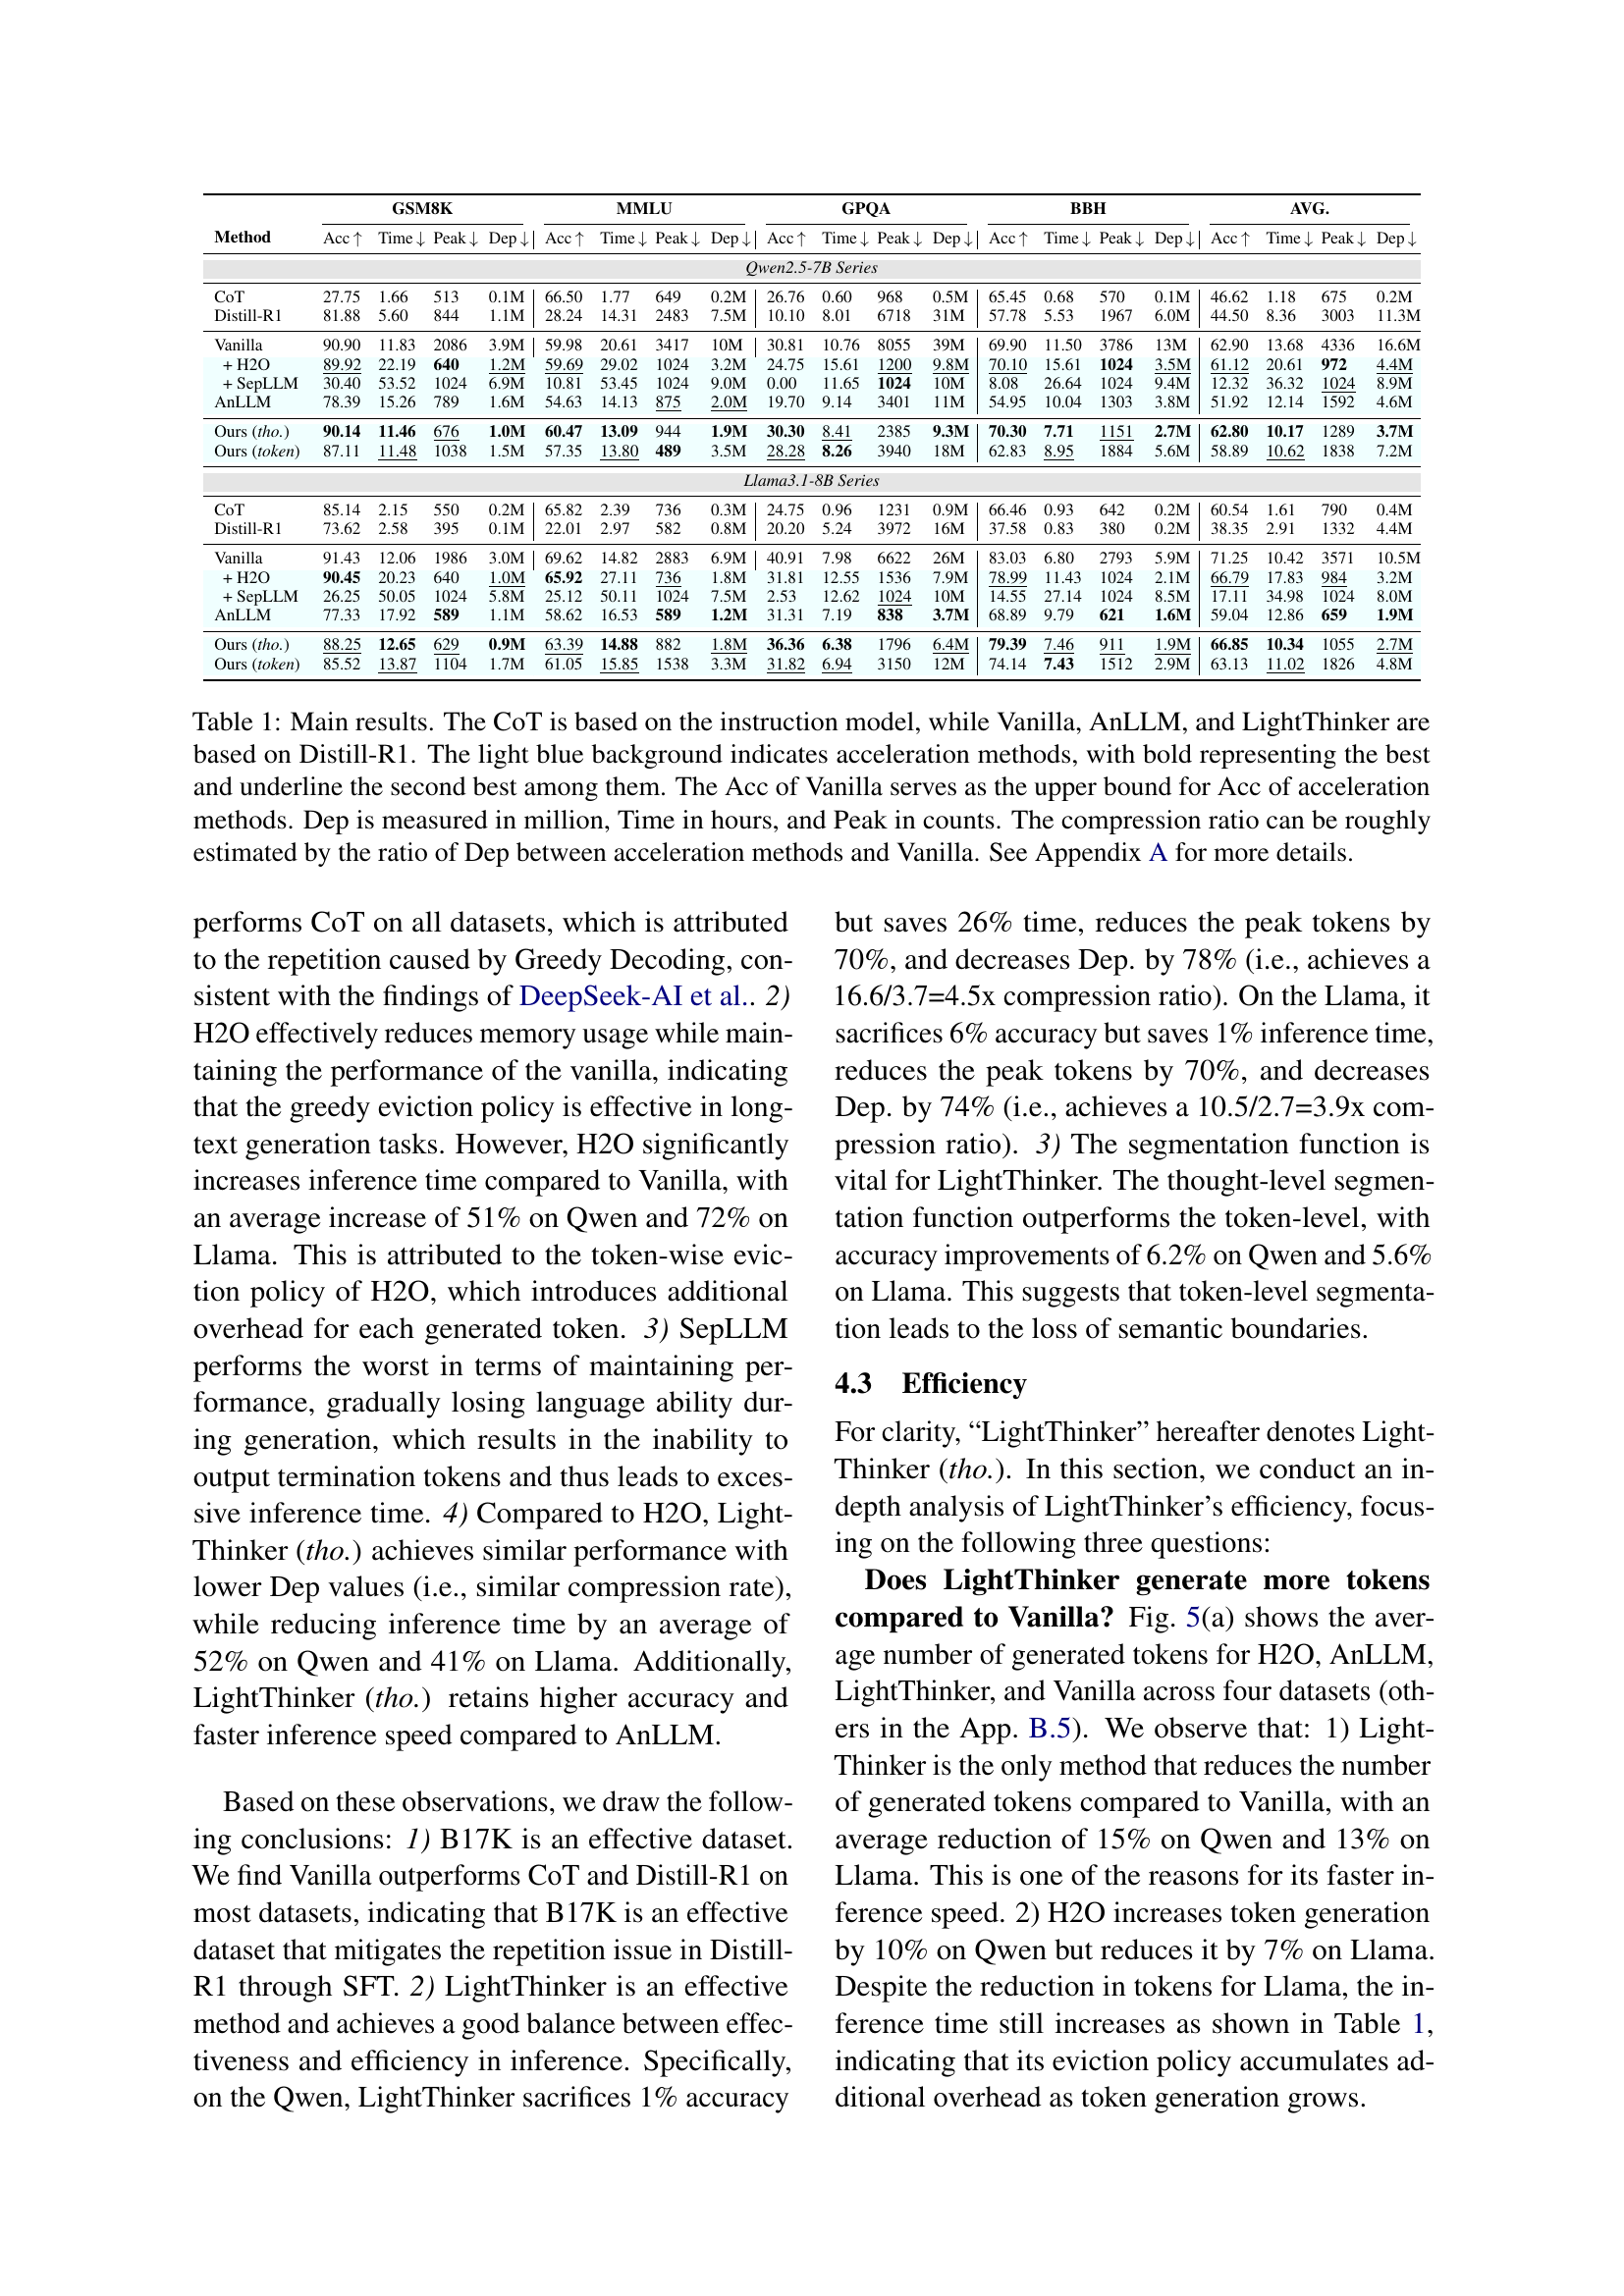 GSM8K MMLU GPQA BBH AVG.
Method Acc↑ Time↓ Peak↓ Dep↓ Acc↑ Time↓ Peak↓ Dep↓ Acc↑ Time↓ Peak↓ Dep↓ Acc↑ Time↓ Peak↓ Dep↓ Acc↑ Time↓ Peak↓ Dep↓
Qwen2.5-7B Series
CoT 27.75 1.66 513 0.1M 66.50 1.77 649 0.2M 26.76 0.60 968 0.5M 65.45 0.68 570 0.1M 46.62 1.18 675 0.2M
Distill-R1 81.88 5.60 844 1.1M 28.24 14.31 2483 7.5M 10.10 8.01 6718 31M 57.78 5.53 1967 6.0M 44.50 8.36 3003 11.3M
Vanilla 90.90 11.83 2086 3.9M 59.98 20.61 3417 10M 30.81 10.76 8055 39M 69.90 11.50 3786 13M 62.90 13.68 4336 16.6M
+ H2O 89.92 22.19 640 1.2M 59.69 29.02 1024 3.2M 24.75 15.61 1200 9.8M 70.10 15.61 1024 3.5M 61.12 20.61 972 4.4M
+ SepLLM 30.40 53.52 1024 6.9M 10.81 53.45 1024 9.0M 0.00 11.65 1024 10M 8.08 26.64 1024 9.4M 12.32 36.32 1024 8.9M
AnLLM 78.39 15.26 789 1.6M 54.63 14.13 875 2.0M 19.70 9.14 3401 11M 54.95 10.04 1303 3.8M 51.92 12.14 1592 4.6M
Ours (tho.) 90.14 11.46 676 1.0M 60.47 13.09 944 1.9M 30.30 8.41 2385 9.3M 70.30 7.71 1151 2.7M 62.80 10.17 1289 3.7M
Ours (token) 87.11 11.48 1038 1.5M 57.35 13.80 489 3.5M 28.28 8.26 3940 18M 62.83 8.95 1884 5.6M 58.89 10.62 1838 7.2M
Llama3.1-8B Series
CoT 85.14 2.15 550 0.2M 65.82 2.39 736 0.3M 24.75 0.96 1231 0.9M 66.46 0.93 642 0.2M 60.54 1.61 790 0.4M
Distill-R1 73.62 2.58 395 0.1M 22.01 2.97 582 0.8M 20.20 5.24 3972 16M 37.58 0.83 380 0.2M 38.35 2.91 1332 4.4M
Vanilla 91.43 12.06 1986 3.0M 69.62 14.82 2883 6.9M 40.91 7.98 6622 26M 83.03 6.80 2793 5.9M 71.25 10.42 3571 10.5M
+ H2O 90.45 20.23 640 1.0M 65.92 27.11 736 1.8M 31.81 12.55 1536 7.9M 78.99 11.43 1024 2.1M 66.79 17.83 984 3.2M
+ SepLLM 26.25 50.05 1024 5.8M 25.12 50.11 1024 7.5M 2.53 12.62 1024 10M 14.55 27.14 1024 8.5M 17.11 34.98 1024 8.0M
AnLLM 77.33 17.92 589 1.1M 58.62 16.53 589 1.2M 31.31 7.19 838 3.7M 68.89 9.79 621 1.6M 59.04 12.86 659 1.9M
Ours (tho.) 88.25 12.65 629 0.9M 63.39 14.88 882 1.8M 36.36 6.38 1796 6.4M 79.39 7.46 911 1.9M 66.85 10.34 1055 2.7M
Ours (token) 85.52 13.87 1104 1.7M 61.05 15.85 1538 3.3M 31.82 6.94 3150 12M 74.14 7.43 1512 2.9M 63.13 11.02 1826 4.8M
Table 1: Main results. The CoT is based on the instruction model, while Vanilla, AnLLM, and LightThinker are
based on Distill-R1. The light blue background indicates acceleration methods, with bold representing the best
and underline the second best among them. The Acc of Vanilla serves as the upper bound for Acc of acceleration
methods. Dep is measured in million, Time in hours, and Peak in counts. The compression ratio can be roughly
estimated by the ratio of Dep between acceleration methods and Vanilla. See Appendix A for more details.
performs CoT on all datasets, which is attributed
to the repetition caused by Greedy Decoding, con-
sistent with the findings of DeepSeek-AI et al.. 2)
H2O effectively reduces memory usage while main-
taining the performance of the vanilla, indicating
that the greedy eviction policy is effective in long-
text generation tasks. However, H2O significantly
increases inference time compared to Vanilla, with
an average increase of 51% on Qwen and 72% on
Llama. This is attributed to the token-wise evic-
tion policy of H2O, which introduces additional
overhead for each generated token. 3) SepLLM
performs the worst in terms of maintaining per-
formance, gradually losing language ability dur-
ing generation, which results in the inability to
output termination tokens and thus leads to exces-
sive inference time. 4) Compared to H2O, Light-
Thinker (tho.) achieves similar performance with
lower Dep values (i.e., similar compression rate),
while reducing inference time by an average of
52% on Qwen and 41% on Llama. Additionally,
LightThinker (tho.) retains higher accuracy and
faster inference speed compared to AnLLM.
Based on these observations, we draw the follow-
ing conclusions: 1) B17K is an effective dataset.
We find Vanilla outperforms CoT and Distill-R1 on
most datasets, indicating that B17K is an effective
dataset that mitigates the repetition issue in Distill-
R1 through SFT. 2) LightThinker is an effective
method and achieves a good balance between effec-
tiveness and efficiency in inference. Specifically,
on the Qwen, LightThinker sacrifices 1% accuracy
but saves 26% time, reduces the peak tokens by
70%, and decreases Dep. by 78% (i.e., achieves a
16.6/3.7=4.5x compression ratio). On the Llama, it
sacrifices 6% accuracy but saves 1% inference time,
reduces the peak tokens by 70%, and decreases
Dep. by 74% (i.e., achieves a 10.5/2.7=3.9x com-
pression ratio). 3) The segmentation function is
vital for LightThinker. The thought-level segmen-
tation function outperforms the token-level, with
accuracy improvements of 6.2% on Qwen and 5.6%
on Llama. This suggests that token-level segmenta-
tion leads to the loss of semantic boundaries.
4.3 Efficiency
For clarity, “LightThinker” hereafter denotes Light-
Thinker (tho.). In this section, we conduct an in-
depth analysis of LightThinker’s efficiency, focus-
ing on the following three questions:
Does LightThinker generate more tokens
compared to Vanilla? Fig. 5(a) shows the aver-
age number of generated tokens for H2O, AnLLM,
LightThinker, and Vanilla across four datasets (oth-
ers in the App. B.5). We observe that: 1) Light-
Thinker is the only method that reduces the number
of generated tokens compared to Vanilla, with an
average reduction of 15% on Qwen and 13% on
Llama. This is one of the reasons for its faster in-
ference speed. 2) H2O increases token generation
by 10% on Qwen but reduces it by 7% on Llama.
Despite the reduction in tokens for Llama, the in-
ference time still increases as shown in Table 1,
indicating that its eviction policy accumulates ad-
ditional overhead as token generation grows.